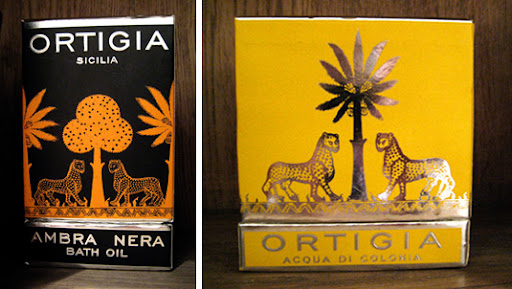 ORTIGIA
SICILIA
AMBRA NERA
BATH OIL
ORTIGIA
ACQUA DI COLONIA